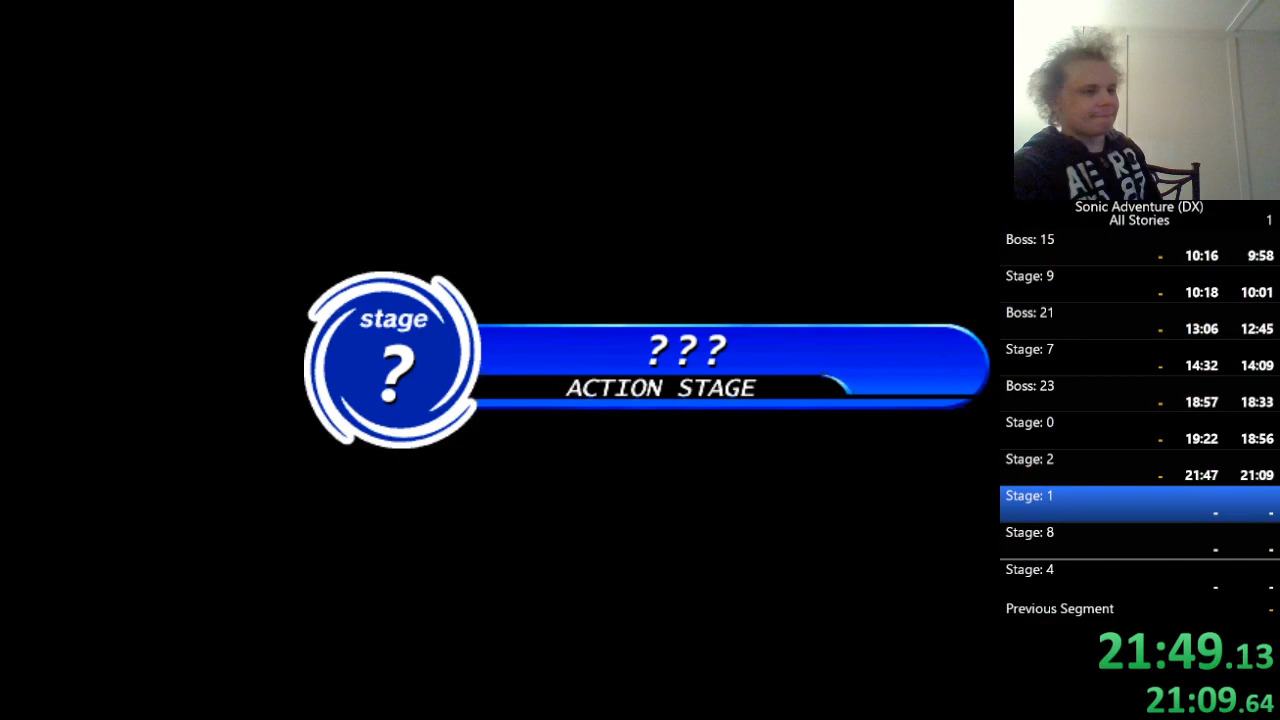 stage
?
? ? ?
ACTION STAGE
Sonic Adventure (DX)
All Stories 1
Boss: 15
- 10:16 9:58
Stage: 9
- 10:18 10:01
Boss: 21
- 13:06 12:45
Stage: 7
- 14:32 14:09
Boss: 23
- 18:57 18:33
Stage: 0
- 19:22 18:56
Stage: 2
- 21:47 21:09
Stage: 1
- -
Stage: 8
- -
Stage: 4
- -
Previous Segment -
21:49.13
21:09.64